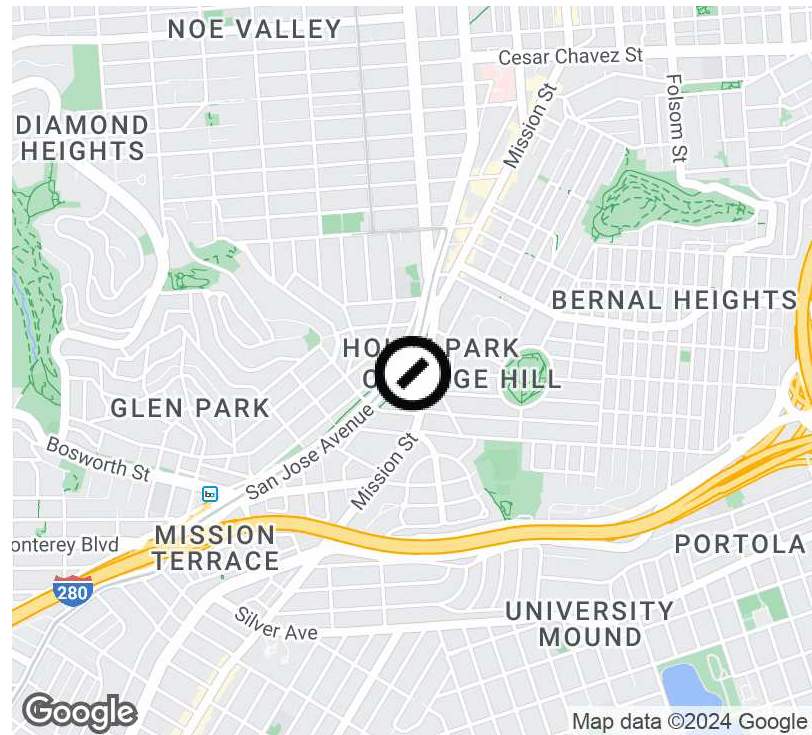 NOE VALLEY
Cesar Chavez St
Mission St
Folsom St
DIAMOND
HEIGHTS
BERNAL HEIGHTS
HO PARK
C GE HILL
GLEN PARK
San Jose Avenue
Mission St
Bosworth St
onterey Blvd
MISSION
TERRACE
PORTOLA
280
UNIVERSITY
MOUND
Silver Ave
Google
Map data ©2024 Google